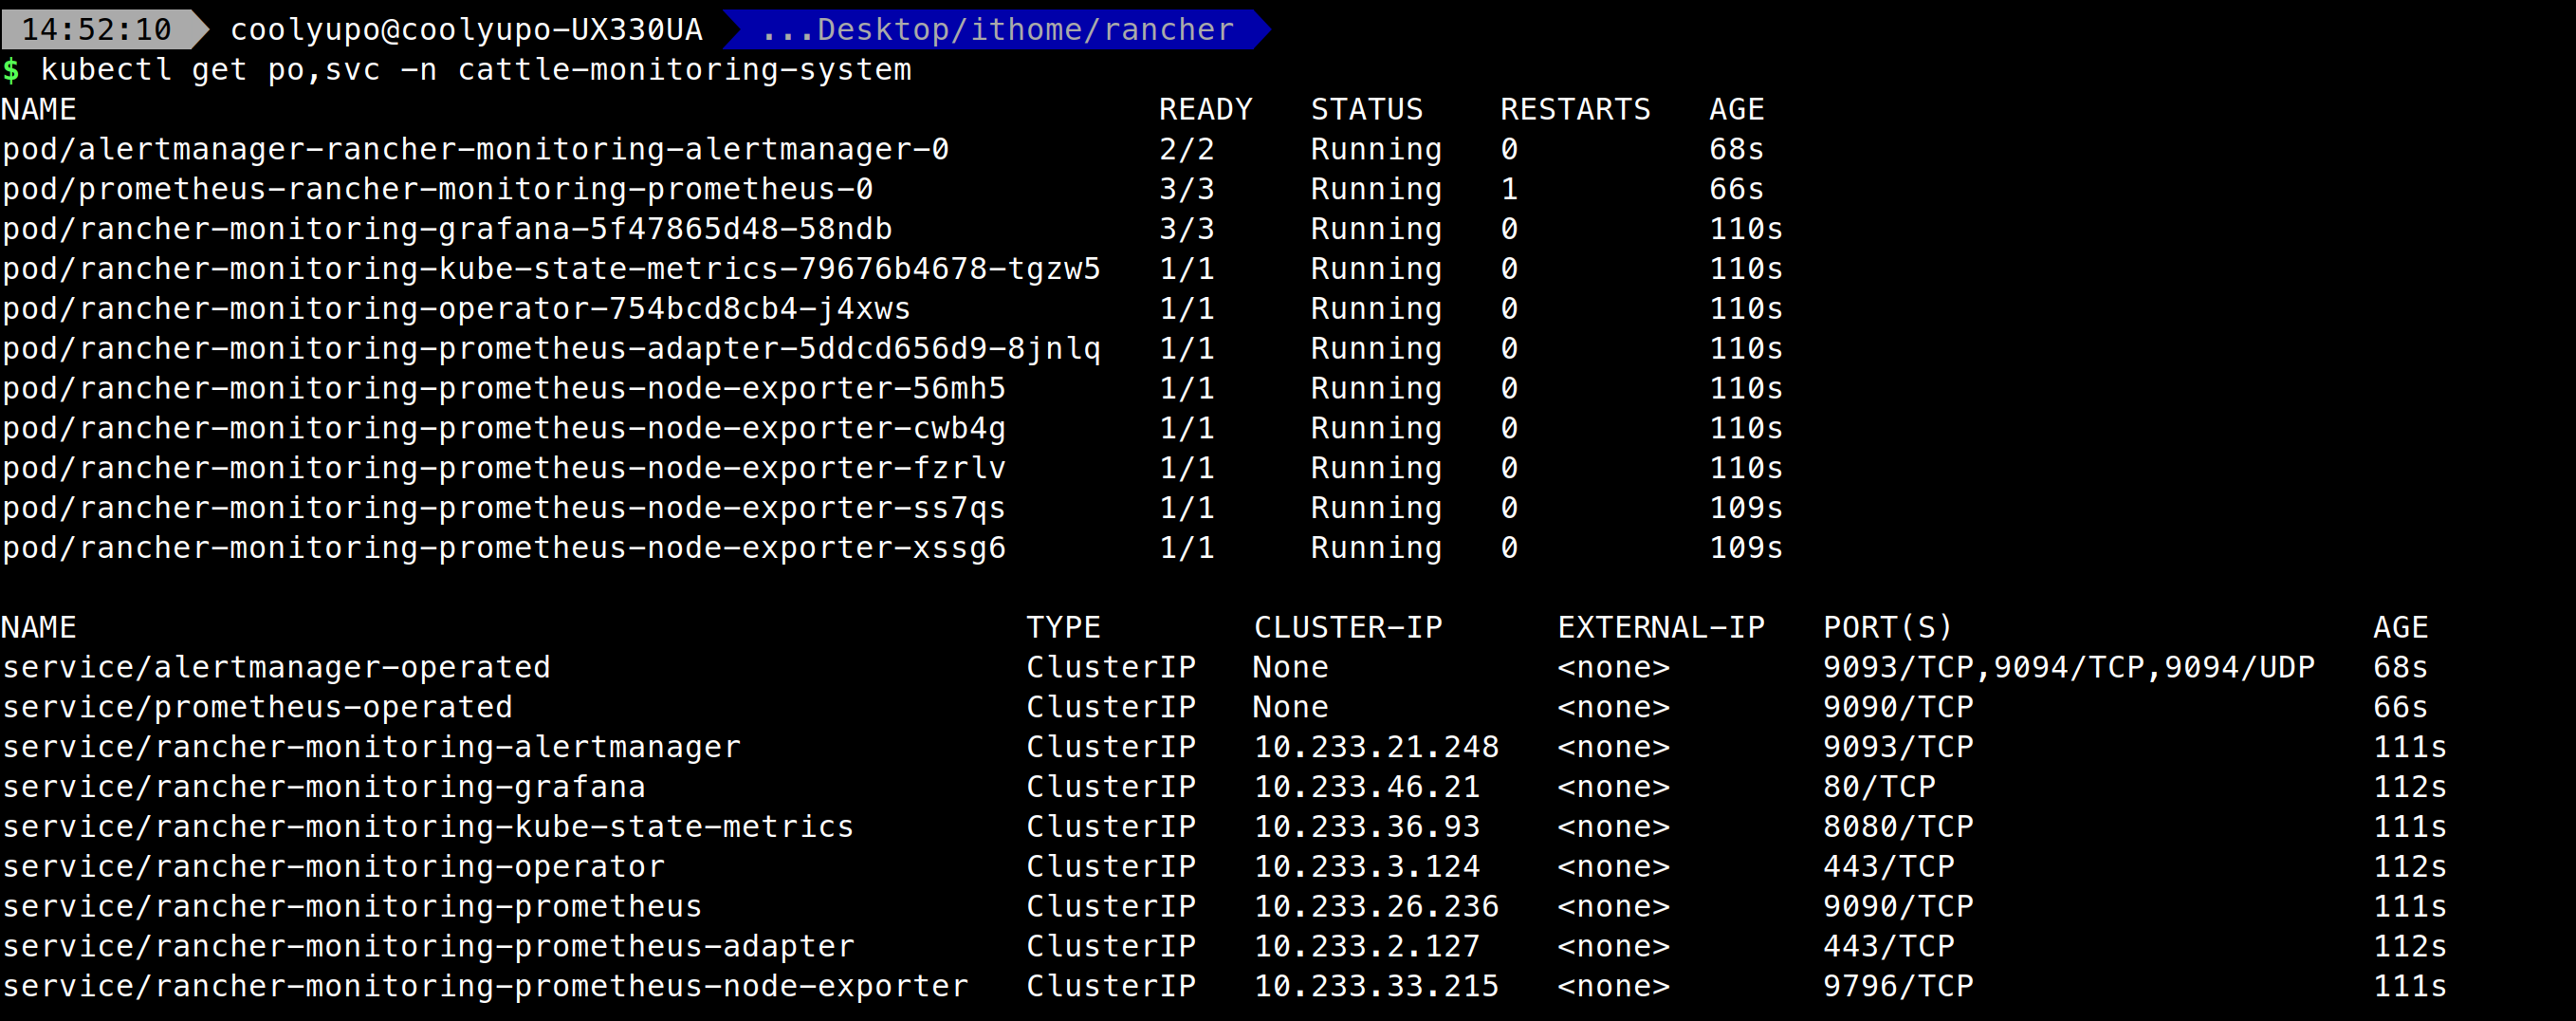 14:52:10 coolyupo@coolyupo-UX330UA ...Desktop/ithome/rancher
$ kubectl get po,svc -n cattle-monitoring-system
NAME READY STATUS RESTARTS AGE
pod/alertmanager-rancher-monitoring-alertmanager-0 2/2 Running 0 68s
pod/prometheus-rancher-monitoring-prometheus-0 3/3 Running 1 66s
pod/rancher-monitoring-grafana-5f47865d48-58ndb 3/3 Running 0 110s
pod/rancher-monitoring-kube-state-metrics-79676b4678-tgzw5 1/1 Running 0 110s
pod/rancher-monitoring-operator-754bcd8cb4-j4xws 1/1 Running 0 110s
pod/rancher-monitoring-prometheus-adapter-5ddcd656d9-8jnlq 1/1 Running 0 110s
pod/rancher-monitoring-prometheus-node-exporter-56mh5 1/1 Running 0 110s
pod/rancher-monitoring-prometheus-node-exporter-cwb4g 1/1 Running 0 110s
pod/rancher-monitoring-prometheus-node-exporter-fzrlv 1/1 Running 0 110s
pod/rancher-monitoring-prometheus-node-exporter-ss7qs 1/1 Running 0 109s
pod/rancher-monitoring-prometheus-node-exporter-xssg6 1/1 Running 0 109s
NAME TYPE CLUSTER-IP EXTERNAL-IP PORT(S) AGE
service/alertmanager-operated ClusterIP None <none> 9093/TCP,9094/TCP,9094/UDP 68s
service/prometheus-operated ClusterIP None <none> 9090/TCP 66s
service/rancher-monitoring-alertmanager ClusterIP 10.233.21.248 <none> 9093/TCP 111s
service/rancher-monitoring-grafana ClusterIP 10.233.46.21 <none> 80/TCP 112s
service/rancher-monitoring-kube-state-metrics ClusterIP 10.233.36.93 <none> 8080/TCP 111s
service/rancher-monitoring-operator ClusterIP 10.233.3.124 <none> 443/TCP 112s
service/rancher-monitoring-prometheus ClusterIP 10.233.26.236 <none> 9090/TCP 111s
service/rancher-monitoring-prometheus-adapter ClusterIP 10.233.2.127 <none> 443/TCP 112s
service/rancher-monitoring-prometheus-node-exporter ClusterIP 10.233.33.215 <none> 9796/TCP 111s